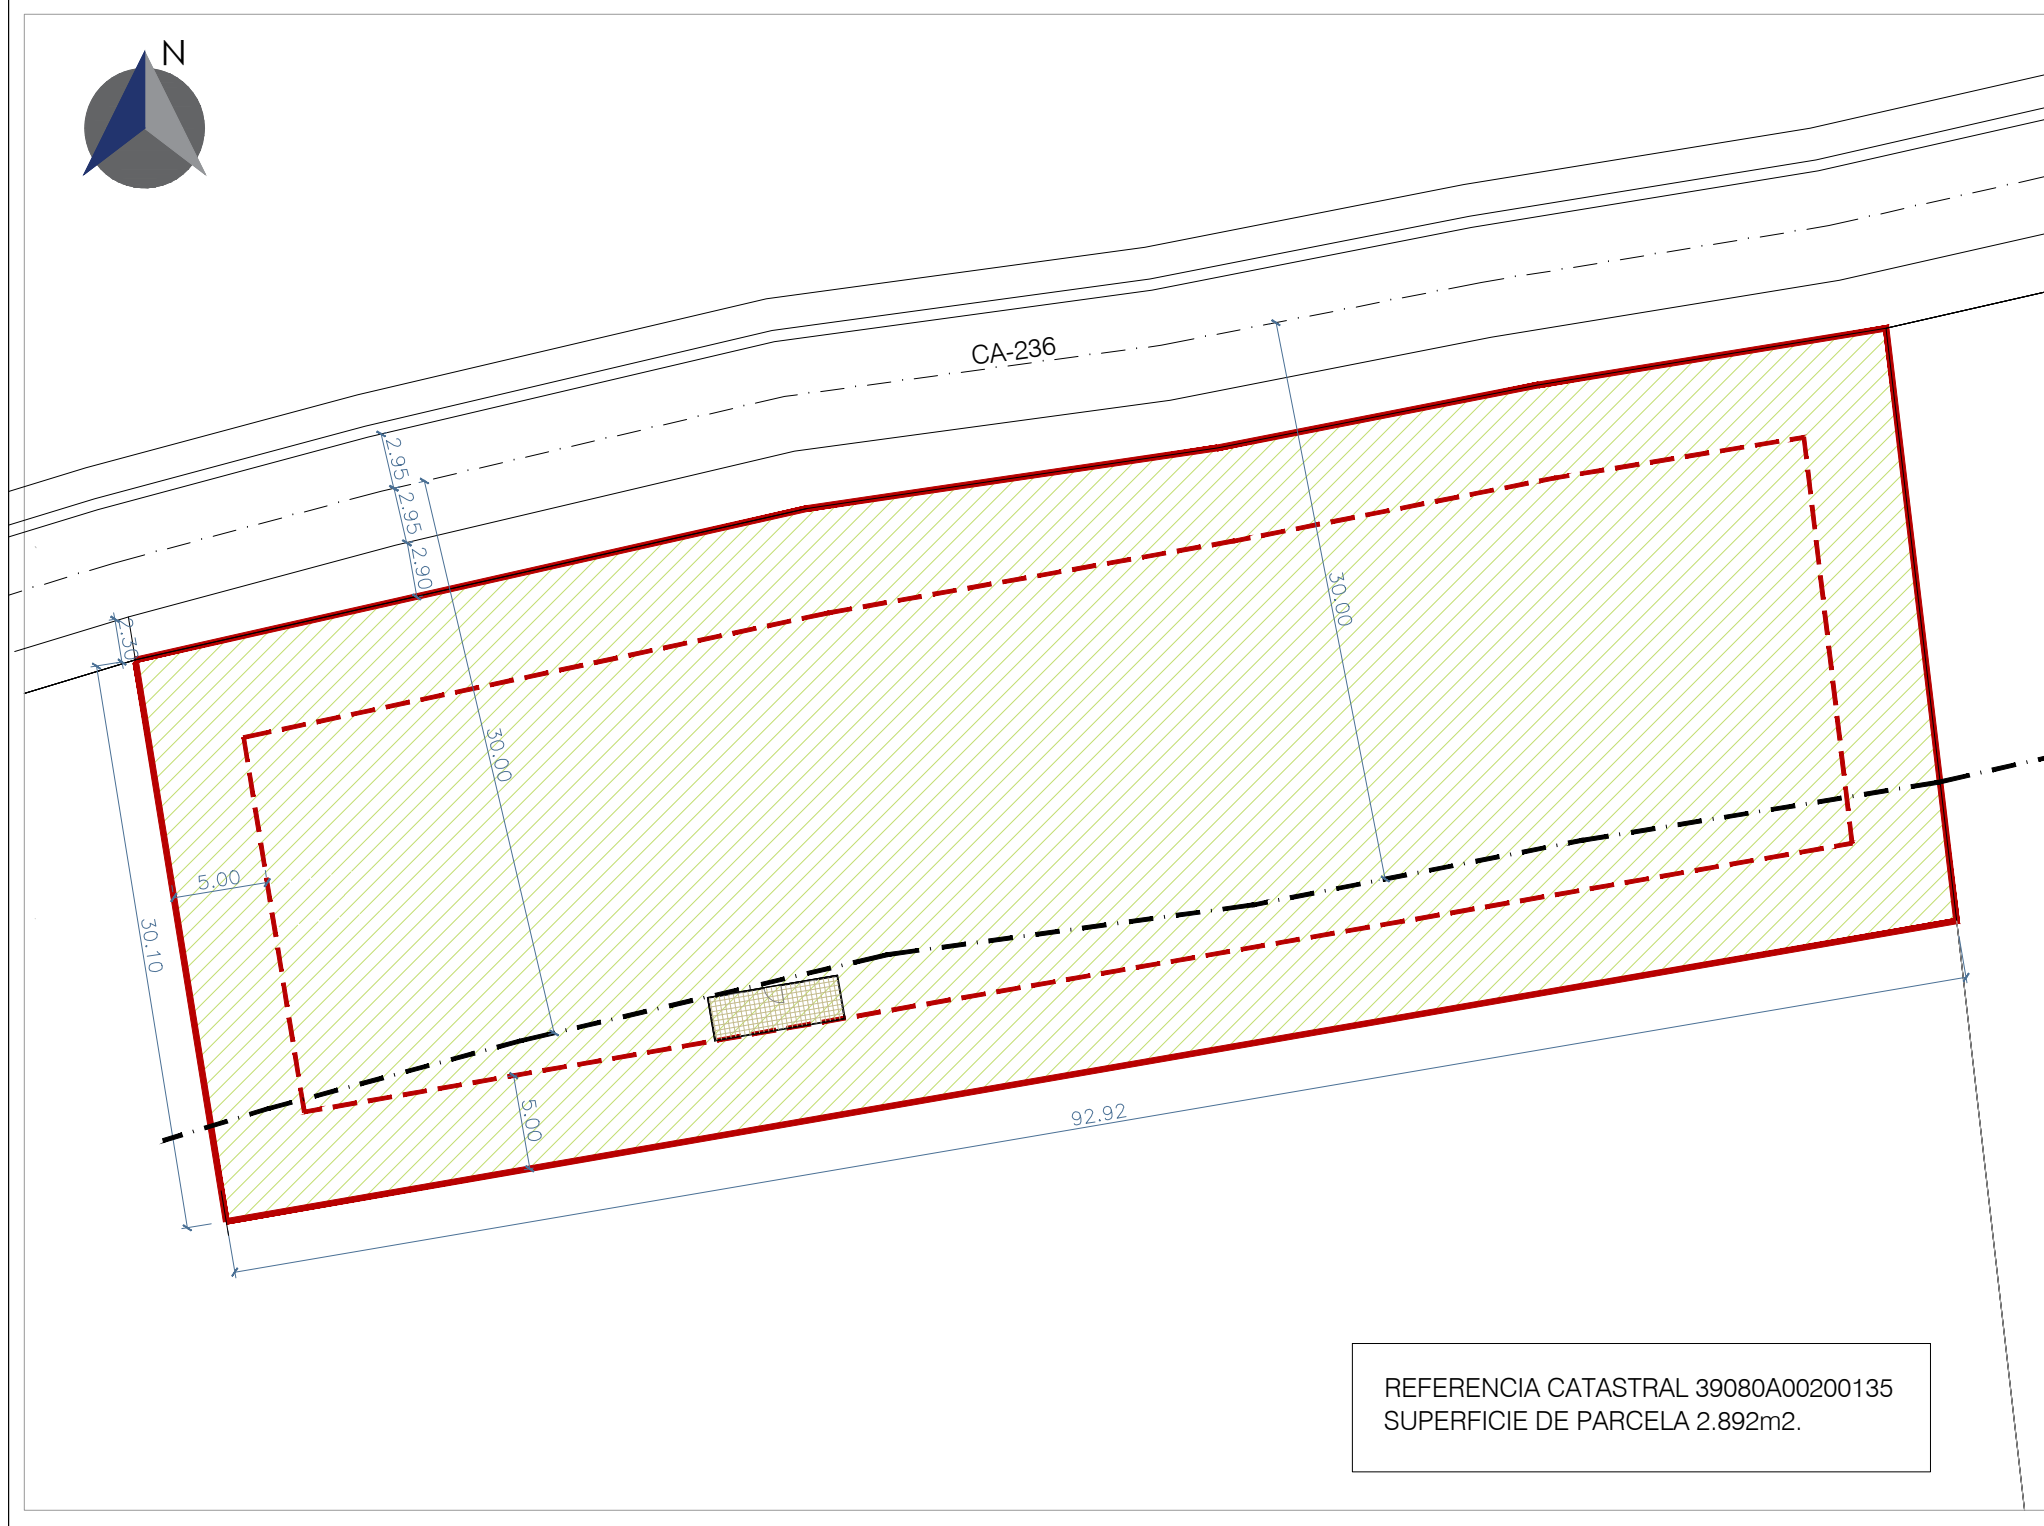 N
CA-236
2.95
2.95
2.90
2.30
30.00
30.00
5.00
30.10
5.00
92.92
REFERENCIA CATASTRAL 39080A00200135
SUPERFICIE DE PARCELA 2.892m2.